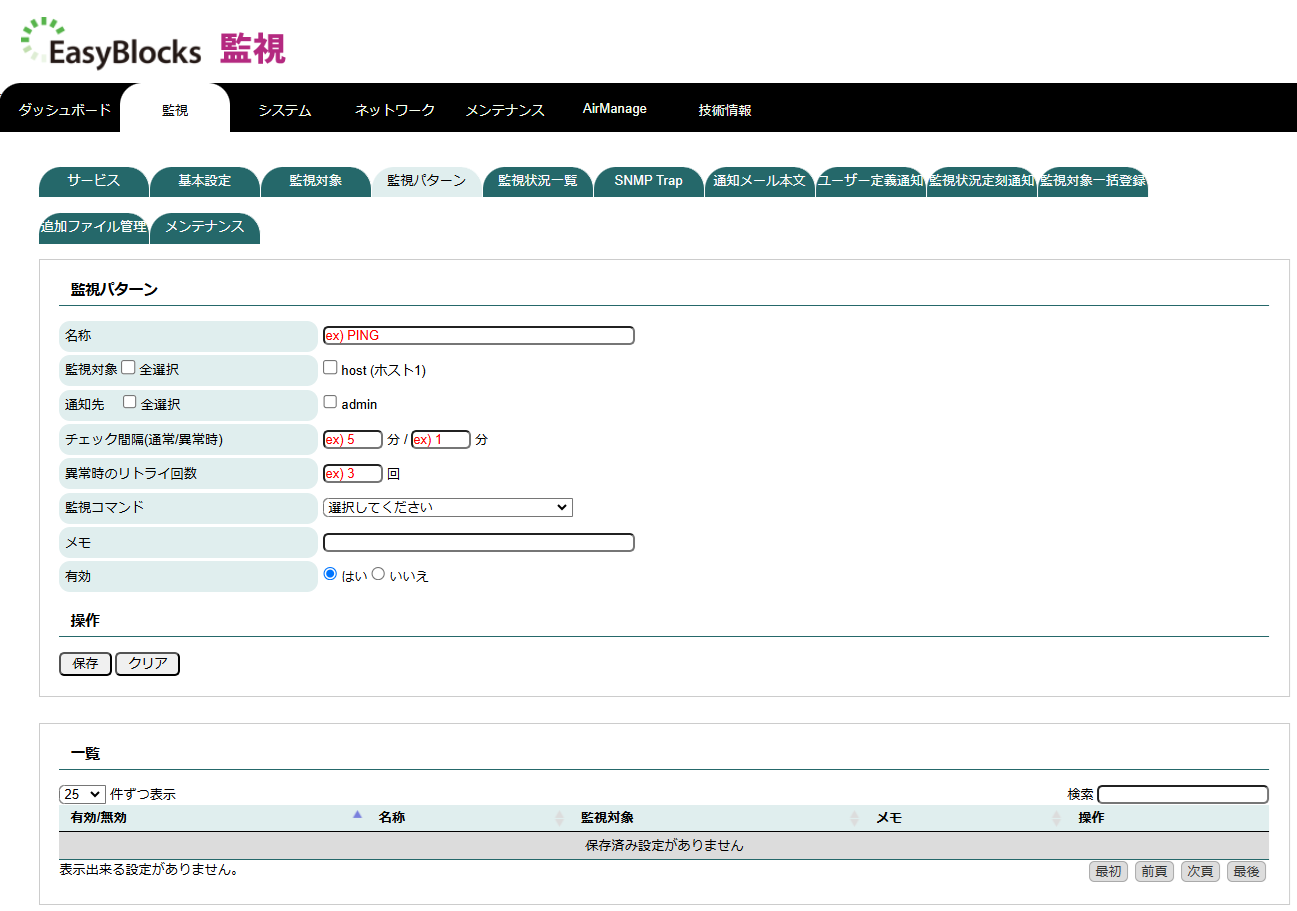 EasyBlocks 監視
ダッシュボード 監視 システム ネットワーク メンテナンス AirManage 技術情報
サービス 基本設定 監視対象 監視パターン 監視状況一覧 SNMP Trap 通知メール本文 ユーザー定義通知 監視状況定刻通知 監視対象一括登録
追加ファイル管理 メンテナンス
監視パターン
名称 ex) PING
監視対象 全選択 host (ホスト1)
通知先 全選択 admin
チェック間隔(通常/異常時) ex) 5 分 / ex) 1 分
異常時のリトライ回数 ex) 3 回
監視コマンド 選択してください
メモ
有効 はい いいえ
操作
保存 クリア
一覧
25 件ずつ表示 検索
有効/無効 名称 監視対象 メモ 操作
保存済み設定がありません
表示出来る設定がありません。 最初 前頁 次頁 最後